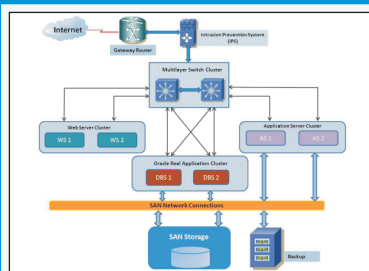 Internet
Gateway Router
Intrusion Prevention System
(IPS)
Multilayer Switch Cluster
Web Server Cluster
WS 1
WS 2
Application Server Cluster
AS 1
AS 2
Oracle Real Application Cluster
DBS 1
DBS 2
SAN Network Connections
SAN Storage
Backup